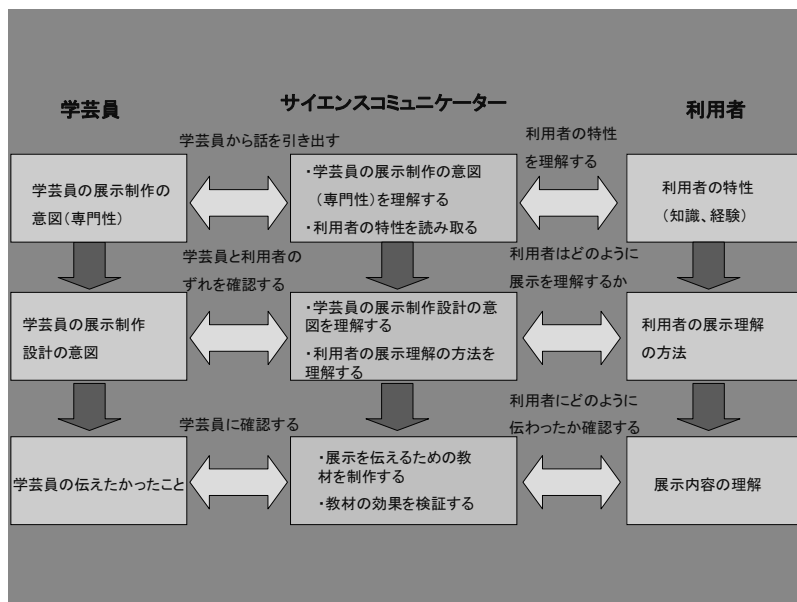 学芸員
サイエンスコミュニケーター
利用者
学芸員から話を引き出す
利用者の特性
を理解する
学芸員の展示制作の
意図(専門性)
・学芸員の展示制作の意図
(専門性)を理解する
・利用者の特性を読み取る
利用者の特性
(知識、経験)
学芸員と利用者の
ずれを確認する
利用者はどのように
展示を理解するか
学芸員の展示制作
設計の意図
・学芸員の展示制作設計の意
図を理解する
・利用者の展示理解の方法を
理解する
利用者の展示理解
の方法
学芸員に確認する
利用者にどのように
伝わったか確認する
学芸員の伝えたかったこと
・展示を伝えるための教
材を制作する
・教材の効果を検証する
展示内容の理解